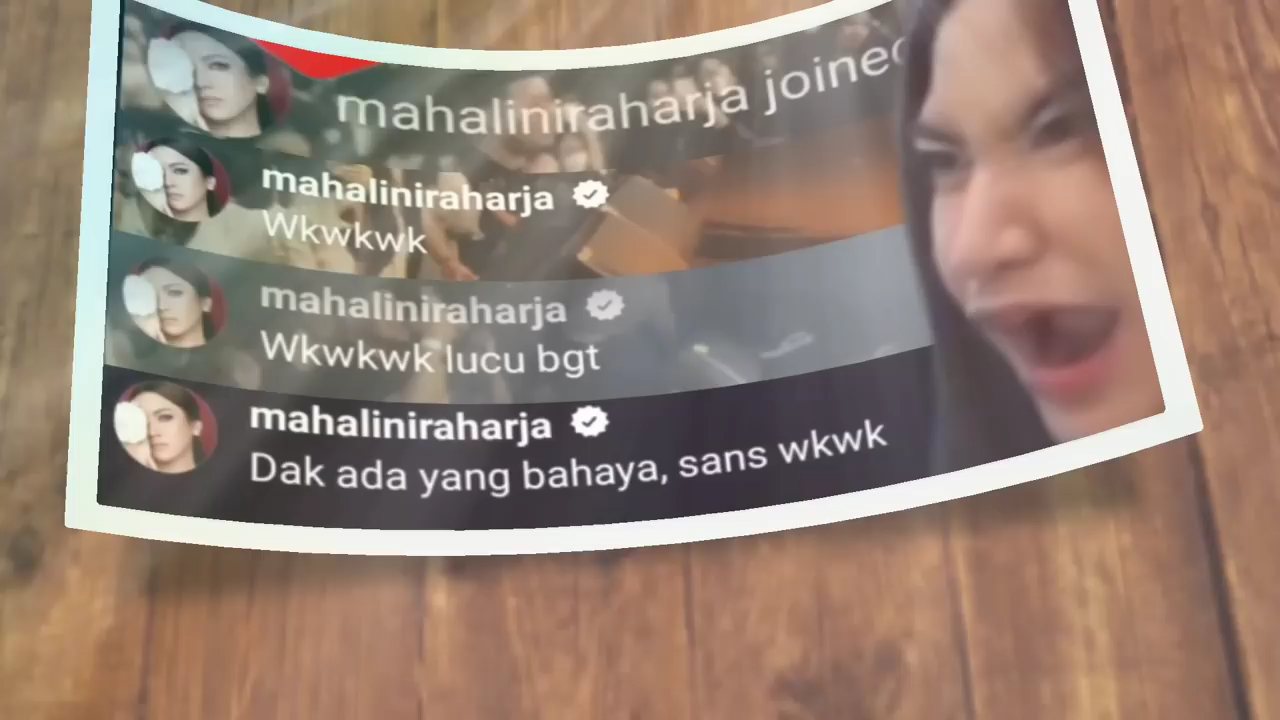 mahaliniraharja joined
mahaliniraharja
Wkwkwk
mahaliniraharja
Wkwkwk lucu bgt
mahaliniraharja
Dak ada yang bahaya, sans wkwk